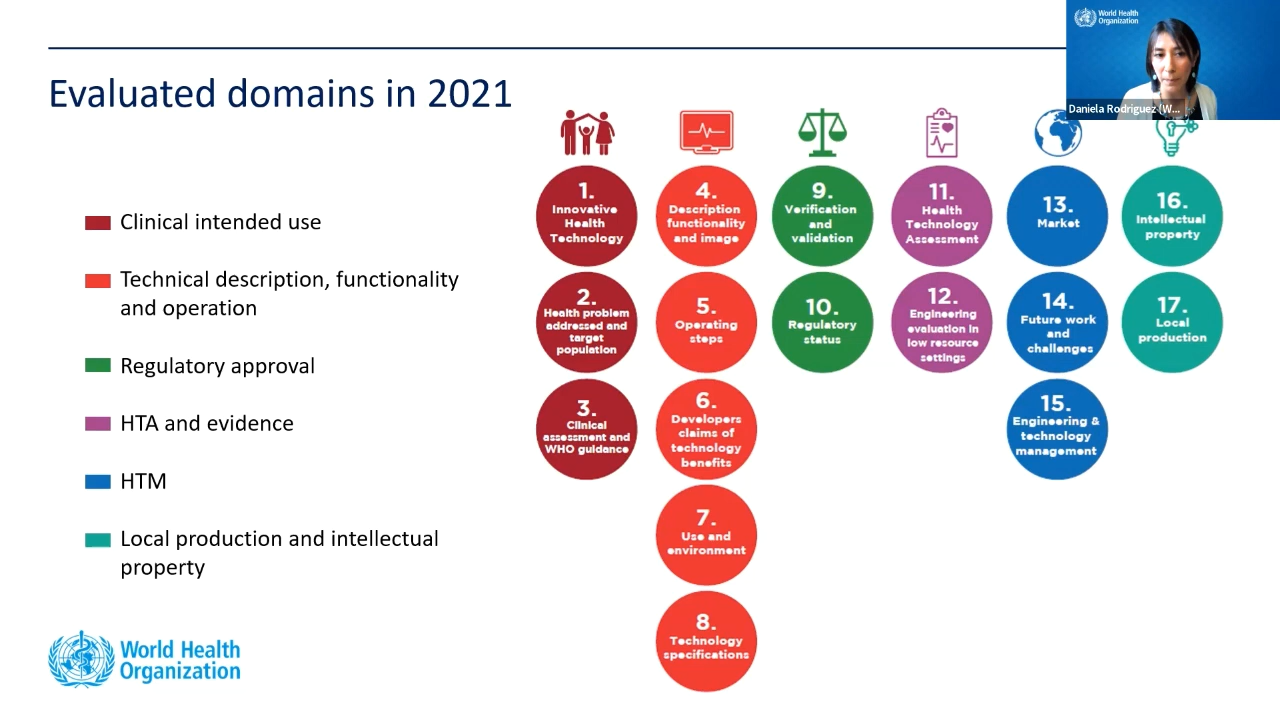 World Health
Organization
Daniela Rodriguez (W...
Evaluated domains in 2021
Clinical intended use
Technical description, functionality
and operation
Regulatory approval
HTA and evidence
HTM
Local production and intellectual
property
1.
Innovative
Health
Technology
2.
Health problem
addressed and
target
population
3.
Clinical
assessment and
WHO guidance
4.
Description
functionality
and image
5.
Operating
steps
6.
Developers
claims of
technology
benefits
7.
Use and
environment
8.
Technology
specifications
9.
Verification
and
validation
10.
Regulatory
status
11.
Health
Technology
Assessment
12.
Engineering
evaluation in
low resource
settings
13.
Market
14.
Future work
and
challenges
15.
Engineering &
technology
management
16.
Intellectual
property
17.
Local
production
World Health
Organization